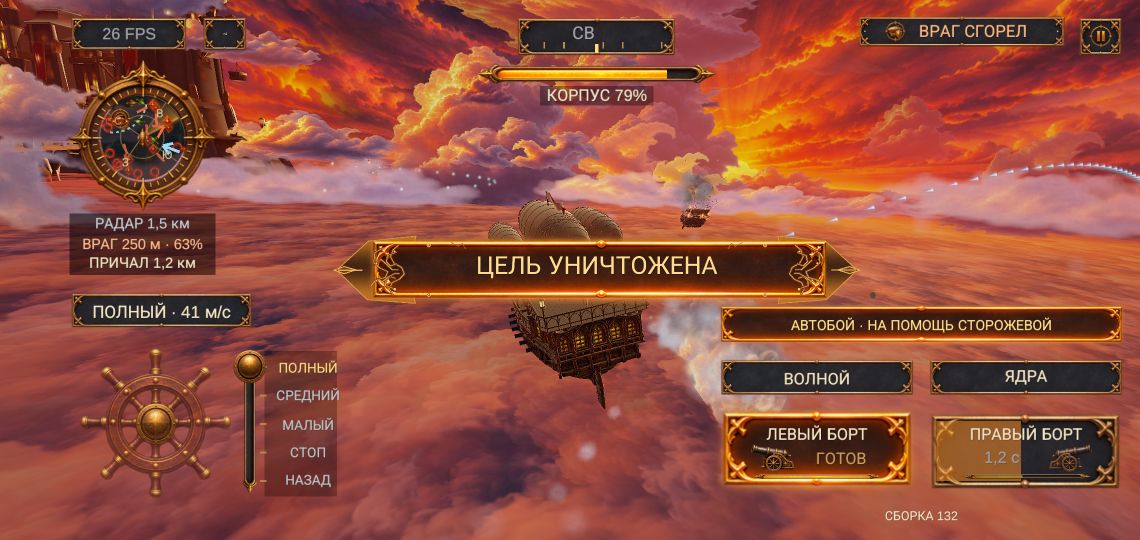 26 FPS
СВ
ВРАГ СГОРЕЛ
КОРПУС 79%
В
РАДАР 1,5 км
ВРАГ 250 м · 63%
ПРИЧАЛ 1,2 км
ЦЕЛЬ УНИЧТОЖЕНА
ПОЛНЫЙ · 41 м/с
АВТОБОЙ · НА ПОМОЩЬ СТОРОЖЕВОЙ
ПОЛНЫЙ
СРЕДНИЙ
МАЛЫЙ
СТОП
НАЗАД
ВОЛНОЙ
ЯДРА
ЛЕВЫЙ БОРТ
ГОТОВ
ПРАВЫЙ БОРТ
1,2 с
СБОРКА 132